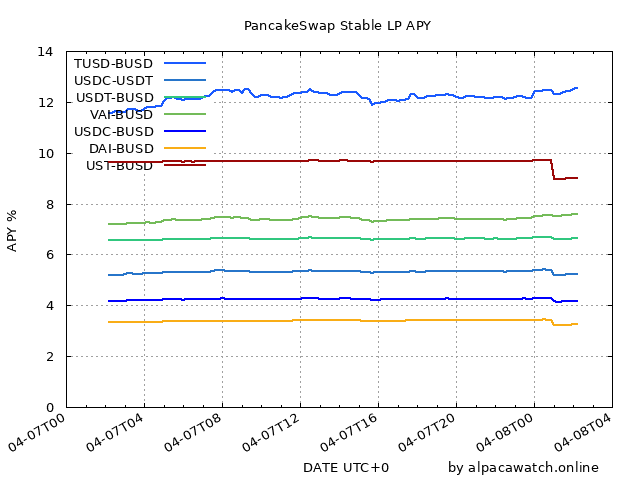 PancakeSwap Stable LP APY
14
12
10
8
6
4
2
0
APY %
TUSD-BUSD
USDC-USDT
USDT-BUSD
VAI-BUSD
USDC-BUSD
DAI-BUSD
UST-BUSD
04-07T00
04-07T04
04-07T08
04-07T12
04-07T16
04-07T20
04-08T00
04-08T04
DATE UTC+0
by alpacawatch.online